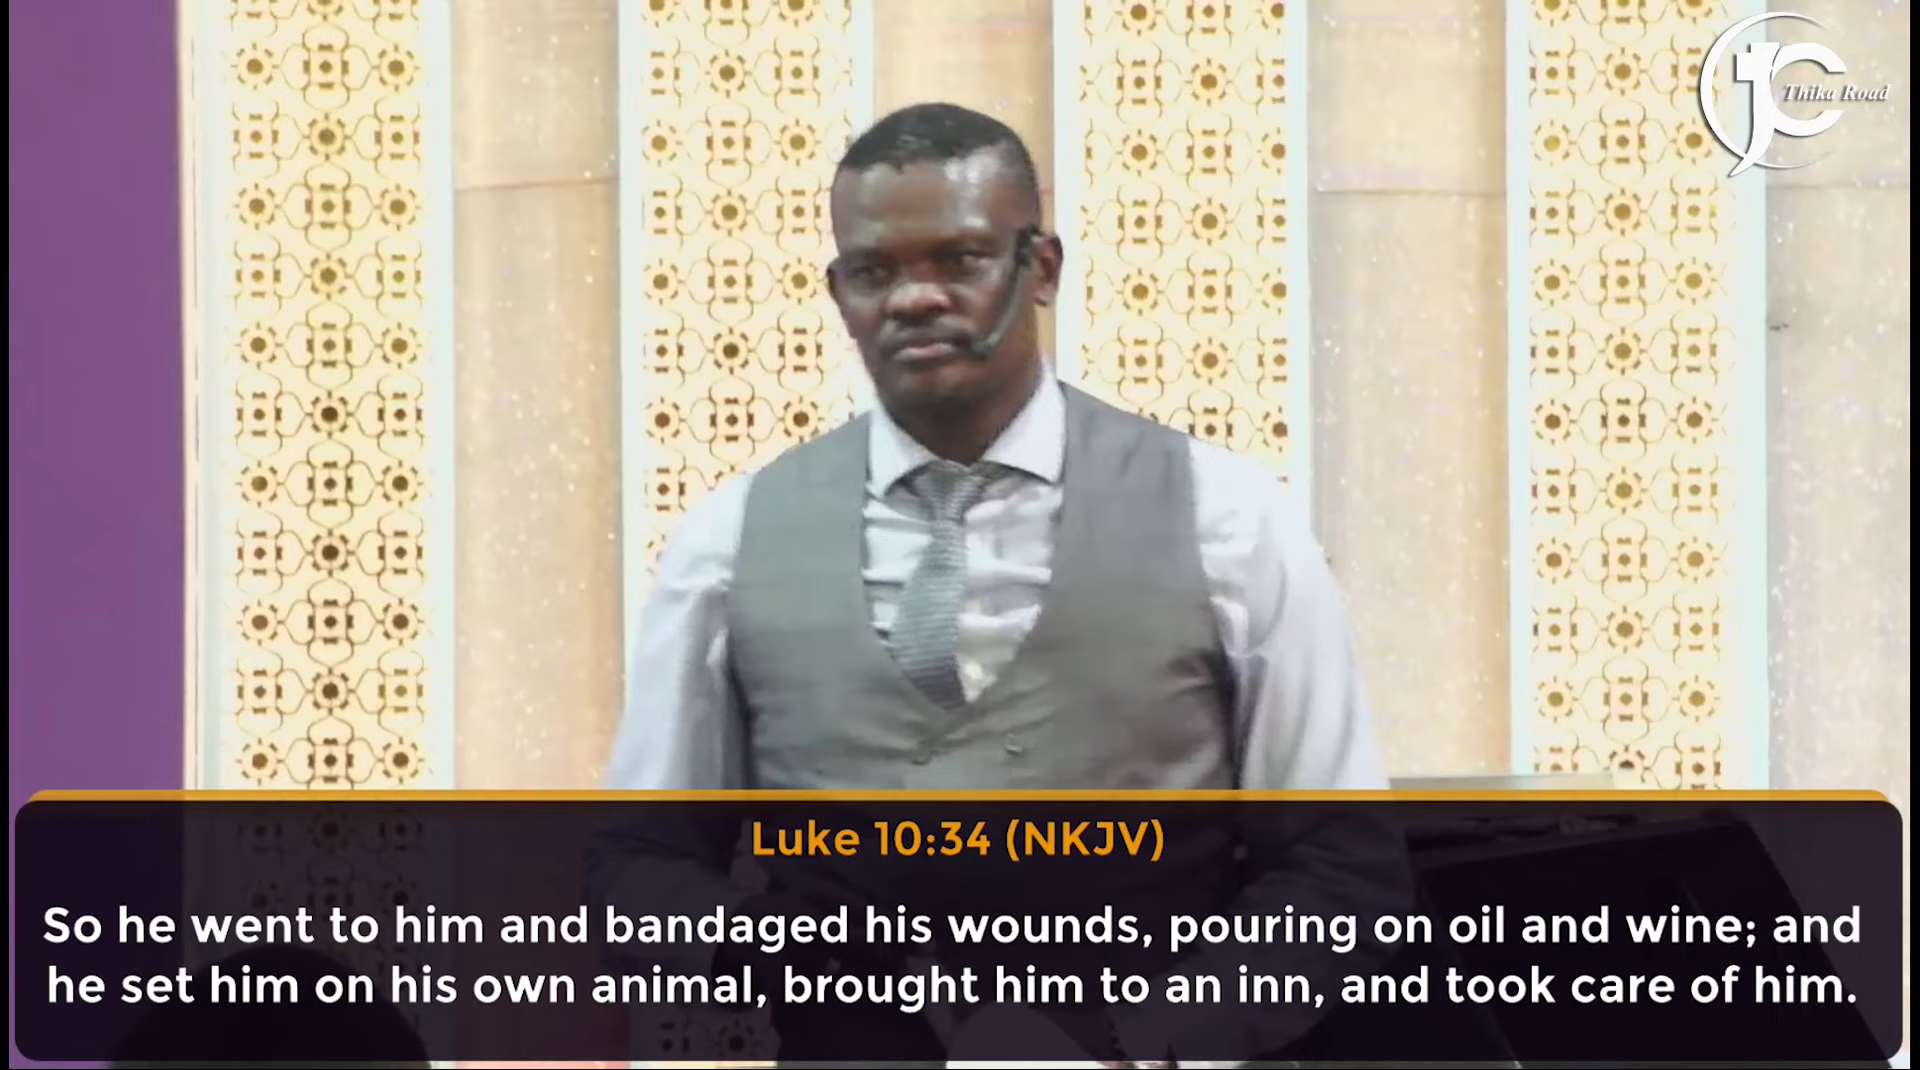 JC
Thika Road
Luke 10:34 (NKJV)
So he went to him and bandaged his wounds, pouring on oil and wine; and
he set him on his own animal, brought him to an inn, and took care of him.